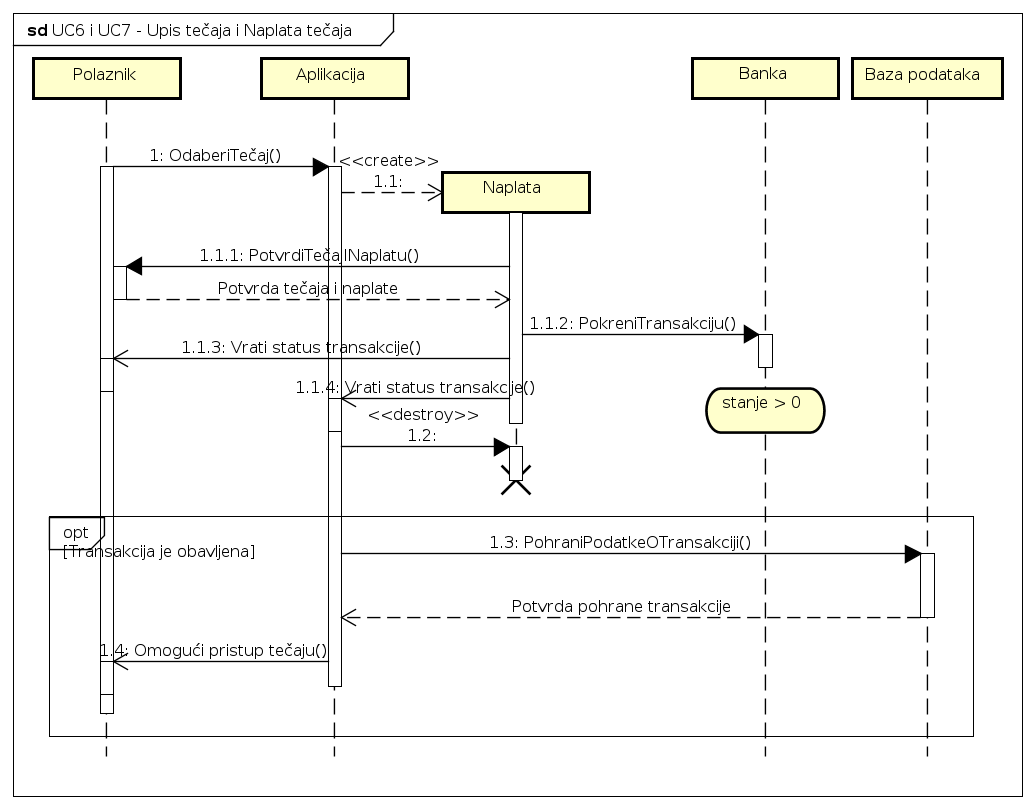 sd UC6 i UC7 - Upis tečaja i Naplata tečaja
Polaznik
Aplikacija
Banka
Baza podataka
1: OdaberiTečaj()
<<create>>
1.1:
Naplata
1.1.1: PotvrdiTečajINaplatu()
Potvrda tečaja i naplate
1.1.2: PokreniTransakciju()
1.1.3: Vrati status transakcije()
1.1.4: Vrati status transakcije()
stanje > 0
<<destroy>>
1.2:
opt
[Transakcija je obavljena]
1.3: PohraniPodatkeOTransakciji()
Potvrda pohrane transakcije
1.4: Omogući pristup tečaju()